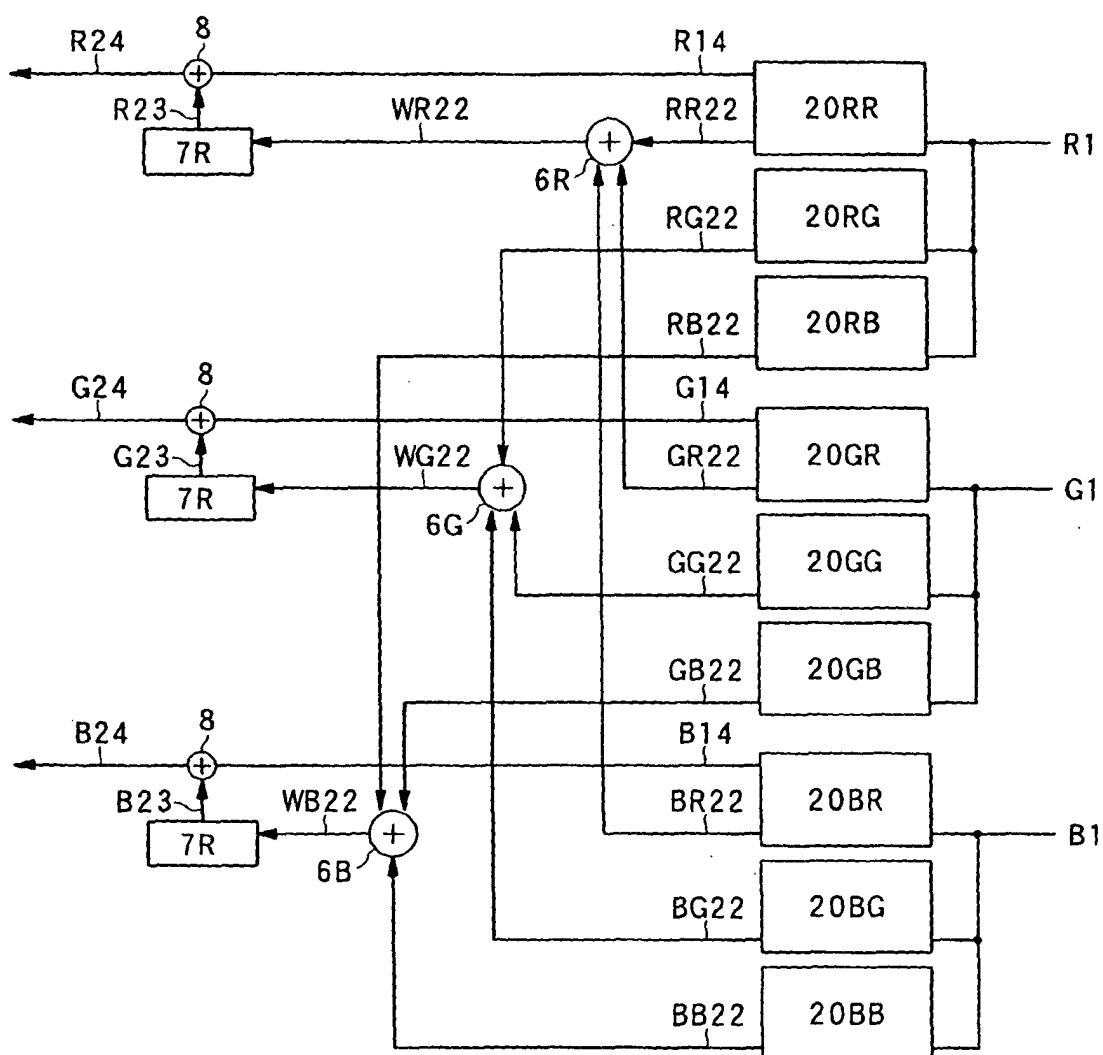 R24 8 R14
R23 WR22 RR22 20RR R1
7R
6R
RG22 20RG
RB22 20RB
G24 8 G14
G23 WG22 GR22 20GR G1
7R
6G
GG22 20GG
GB22 20GB
B24 8 B14
B23 WB22 BR22 20BR B1
7R
6B
BG22 20BG
BB22 20BB